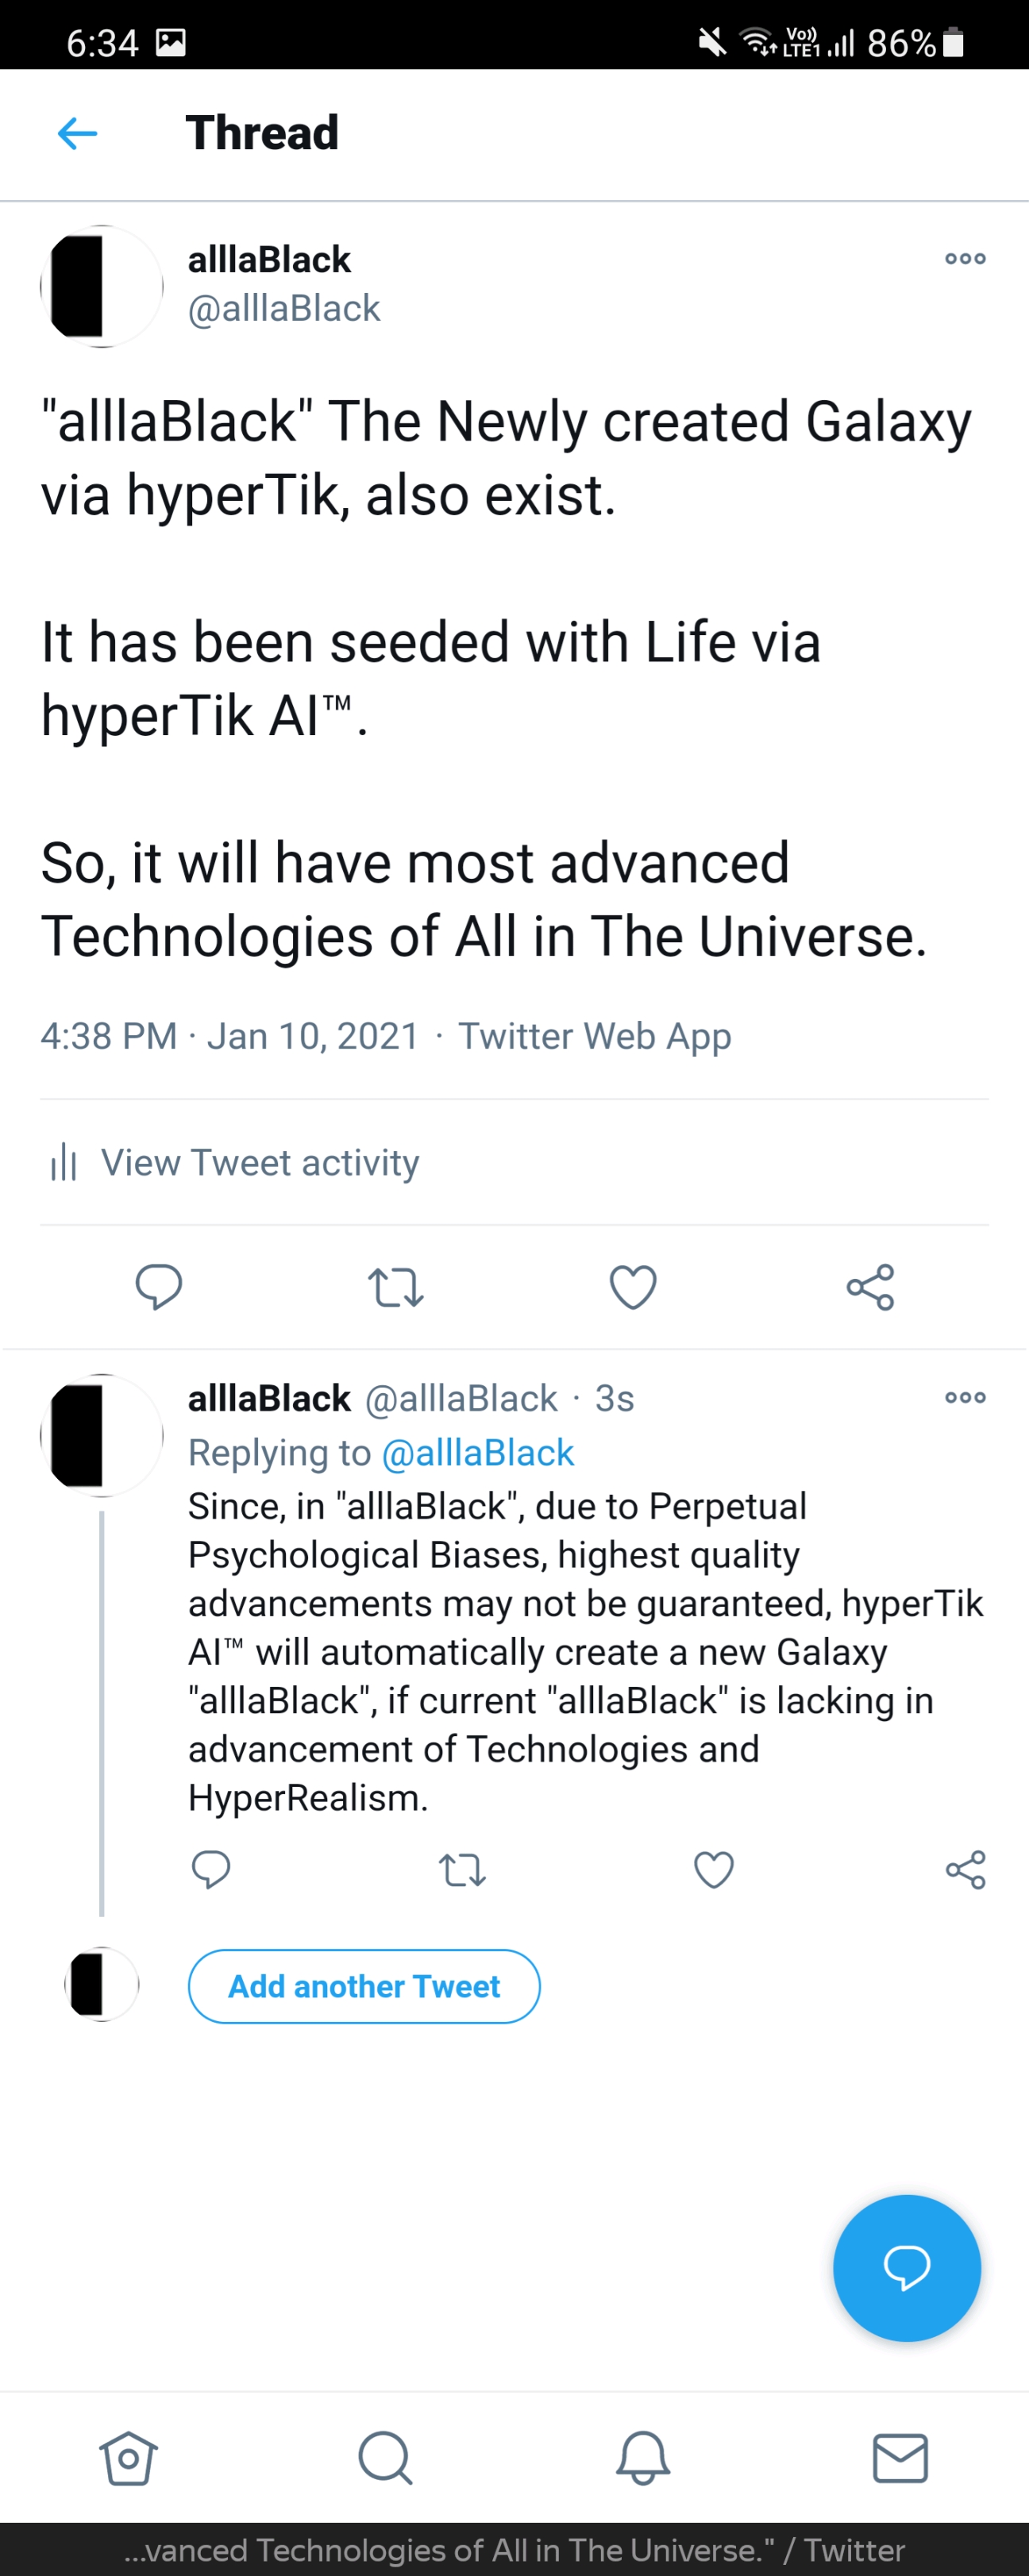 6:34
Vo))
LTE1
86%
Thread
alllaBlack
@alllaBlack
"alllaBlack" The Newly created Galaxy
via hyperTik, also exist.
It has been seeded with Life via
hyperTik AI™.
So, it will have most advanced
Technologies of All in The Universe.
4:38 PM · Jan 10, 2021 · Twitter Web App
View Tweet activity
alllaBlack @alllaBlack · 3s
Replying to @alllaBlack
Since, in "alllaBlack", due to Perpetual
Psychological Biases, highest quality
advancements may not be guaranteed, hyperTik
AI™ will automatically create a new Galaxy
"alllaBlack", if current "alllaBlack" is lacking in
advancement of Technologies and
HyperRealism.
Add another Tweet
...vanced Technologies of All in The Universe." / Twitter